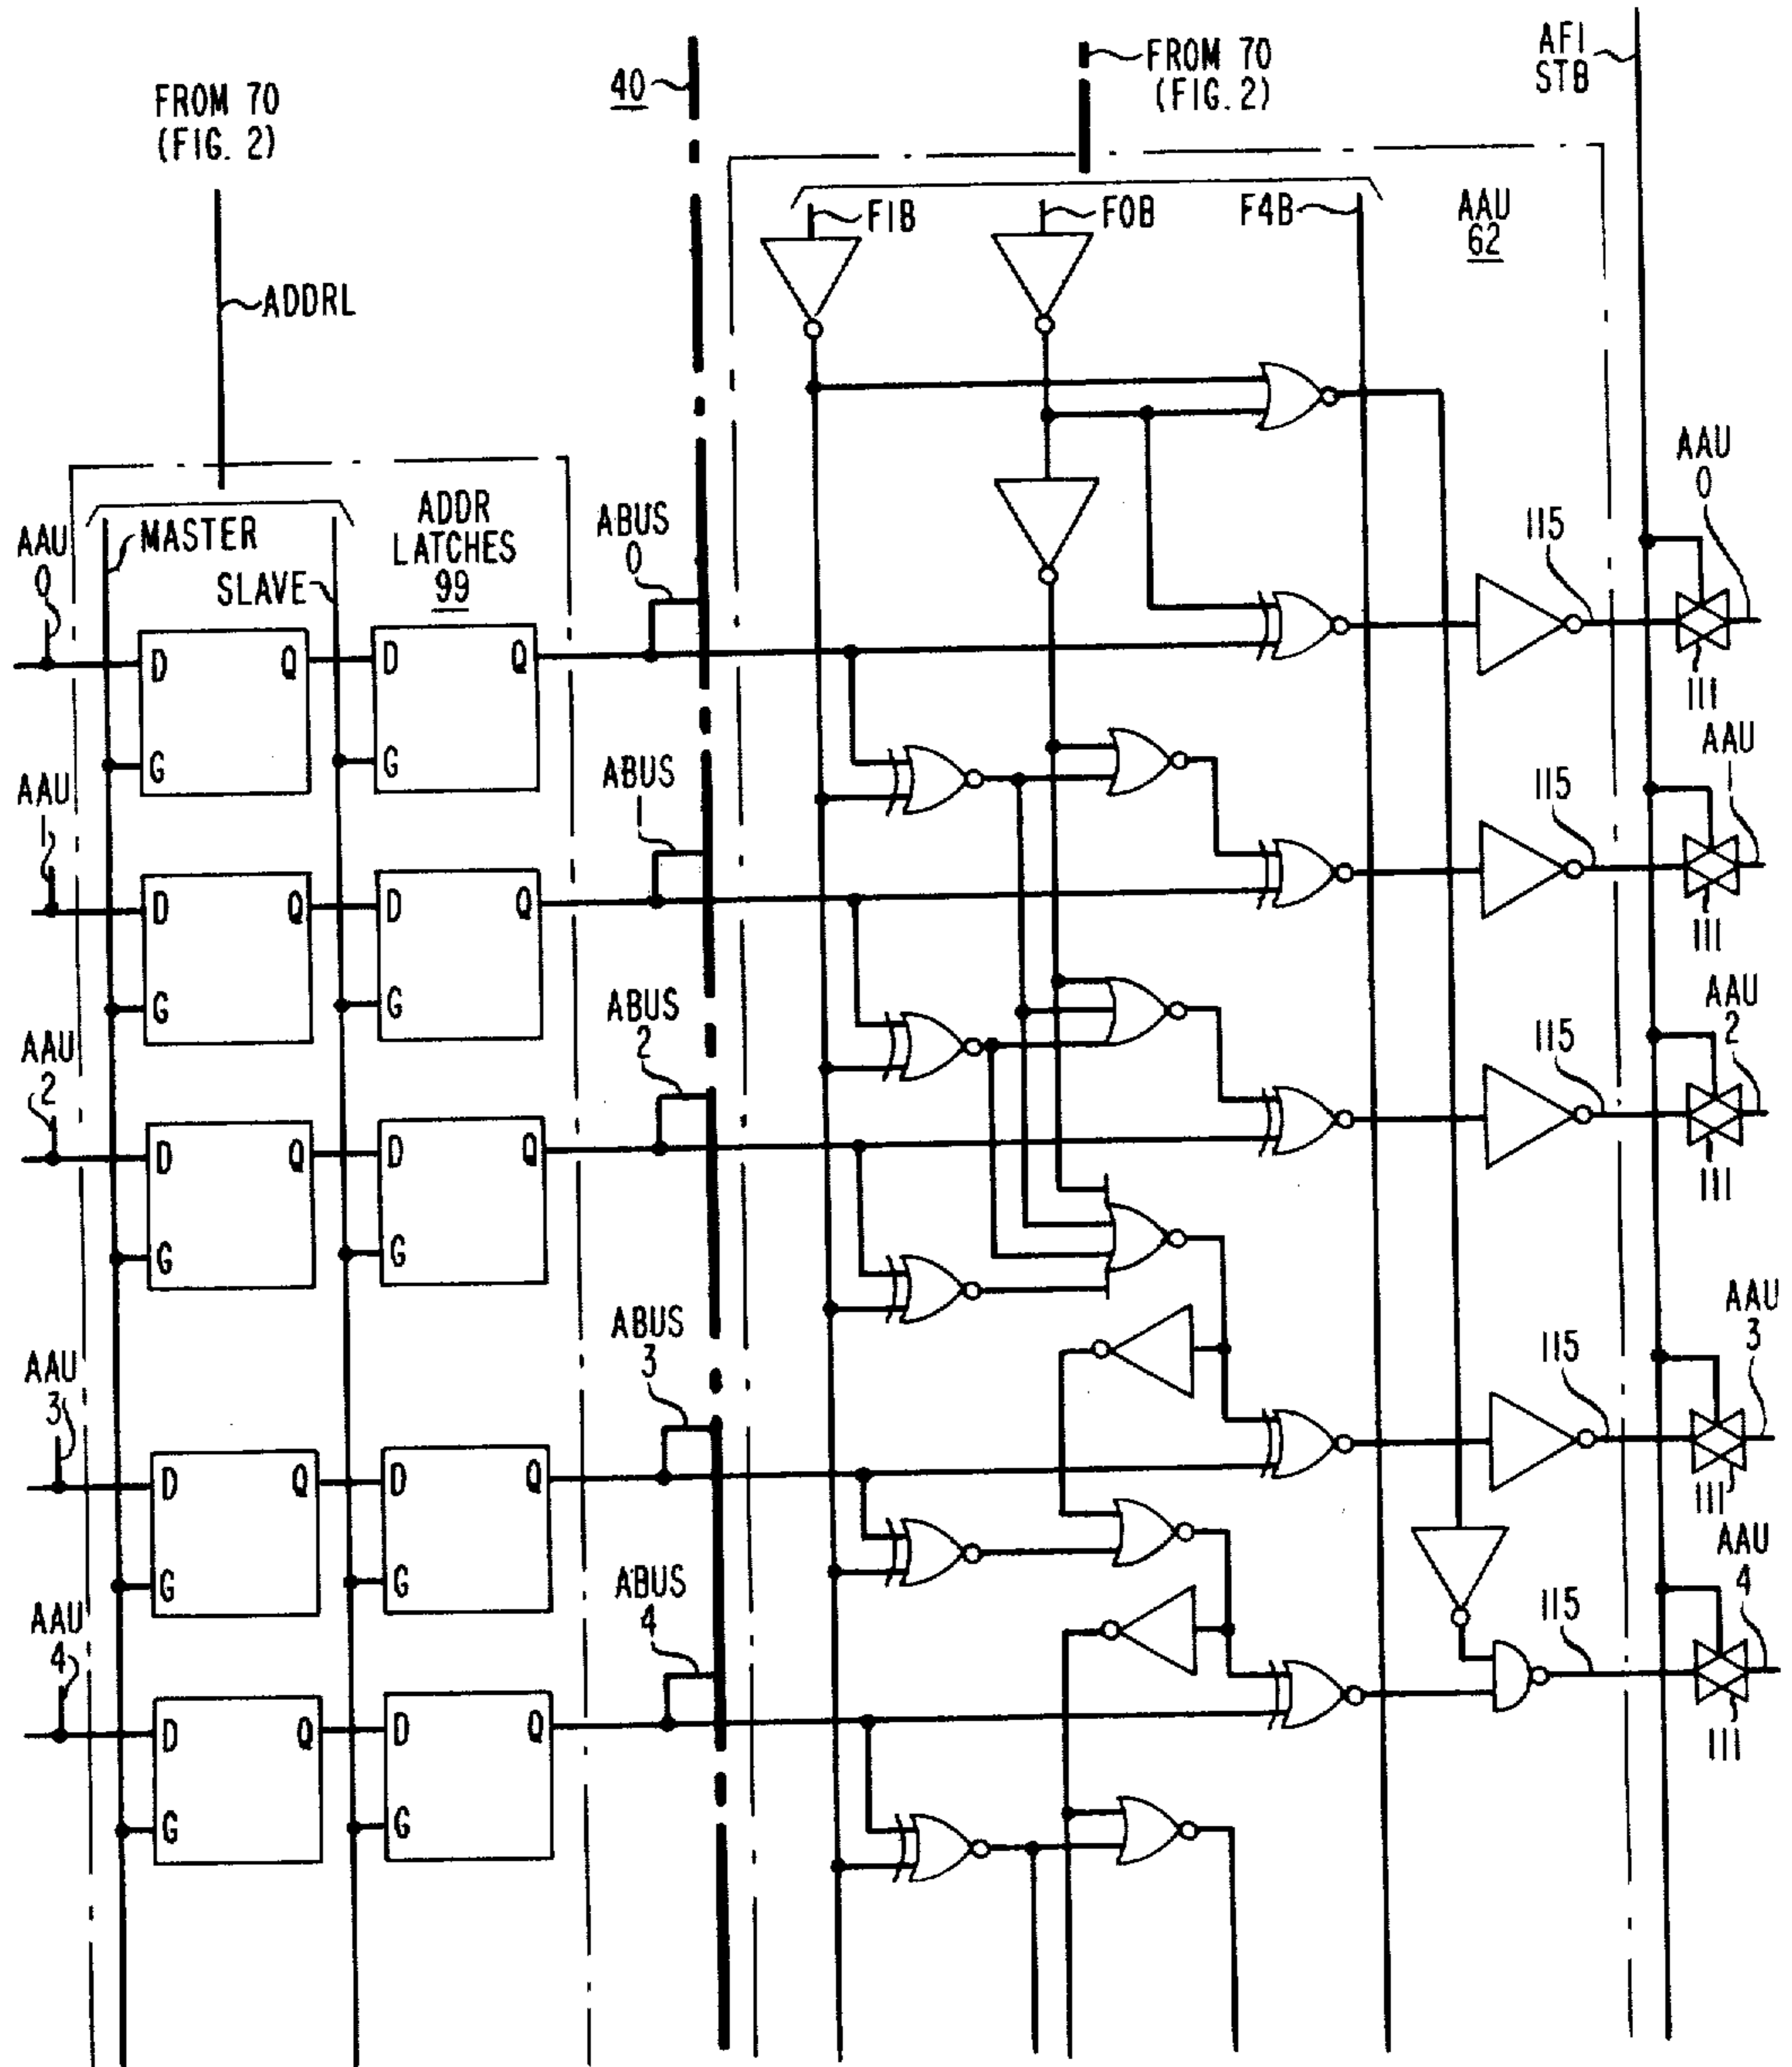 FROM 70
(FIG. 2)
40
FROM 70
(FIG. 2)
AFI
STB
ADDRL
F1B
F0B
F4B
AAU
62
MASTER
SLAVE
ADDR
LATCHES
99
AAU
0
D
Q
G
D
Q
G
ABUS
0
115
AAU
0
111
AAU
1
D
Q
G
D
Q
G
ABUS
1
115
AAU
1
111
AAU
2
D
Q
G
D
Q
G
ABUS
2
115
AAU
2
111
AAU
3
D
Q
G
D
Q
G
ABUS
3
115
AAU
3
111
AAU
4
D
Q
G
D
Q
G
ABUS
4
115
AAU
4
111